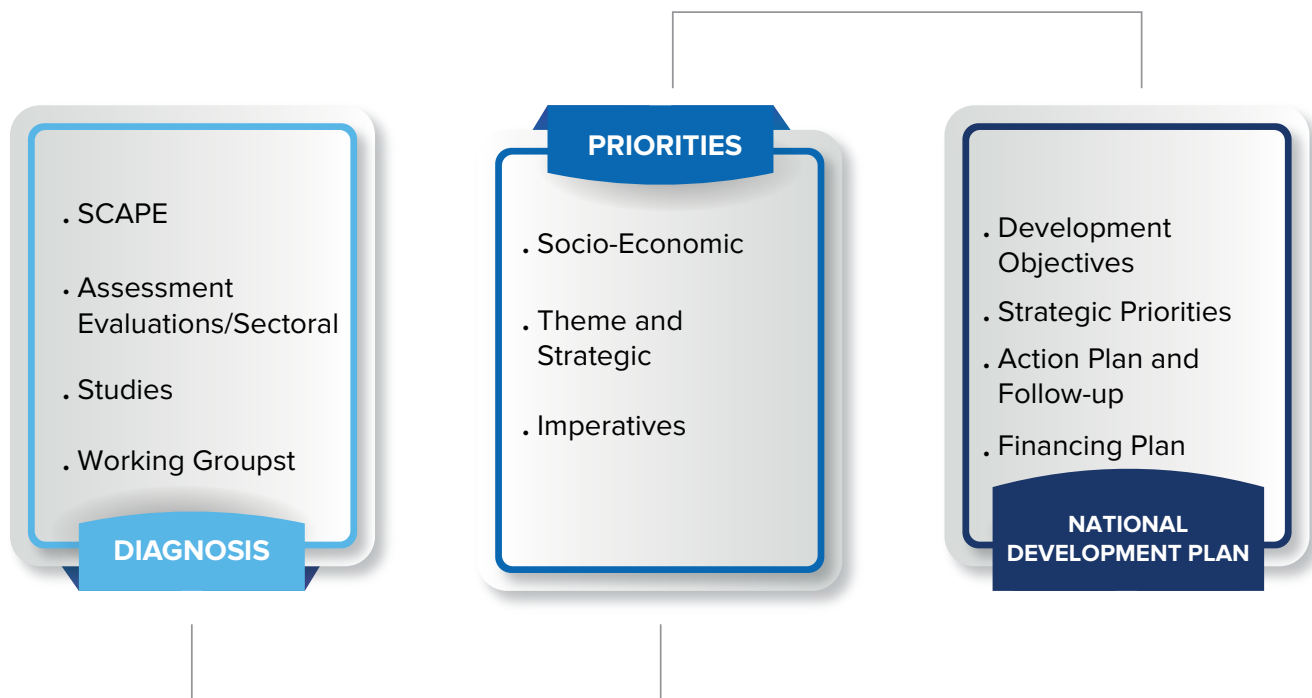 . SCAPE
. Assessment
Evaluations/Sectoral
. Studies
. Working Groupst
DIAGNOSIS
PRIORITIES
. Socio-Economic
. Theme and
Strategic
. Imperatives
. Development
Objectives
. Strategic Priorities
. Action Plan and
Follow-up
. Financing Plan
NATIONAL
DEVELOPMENT PLAN